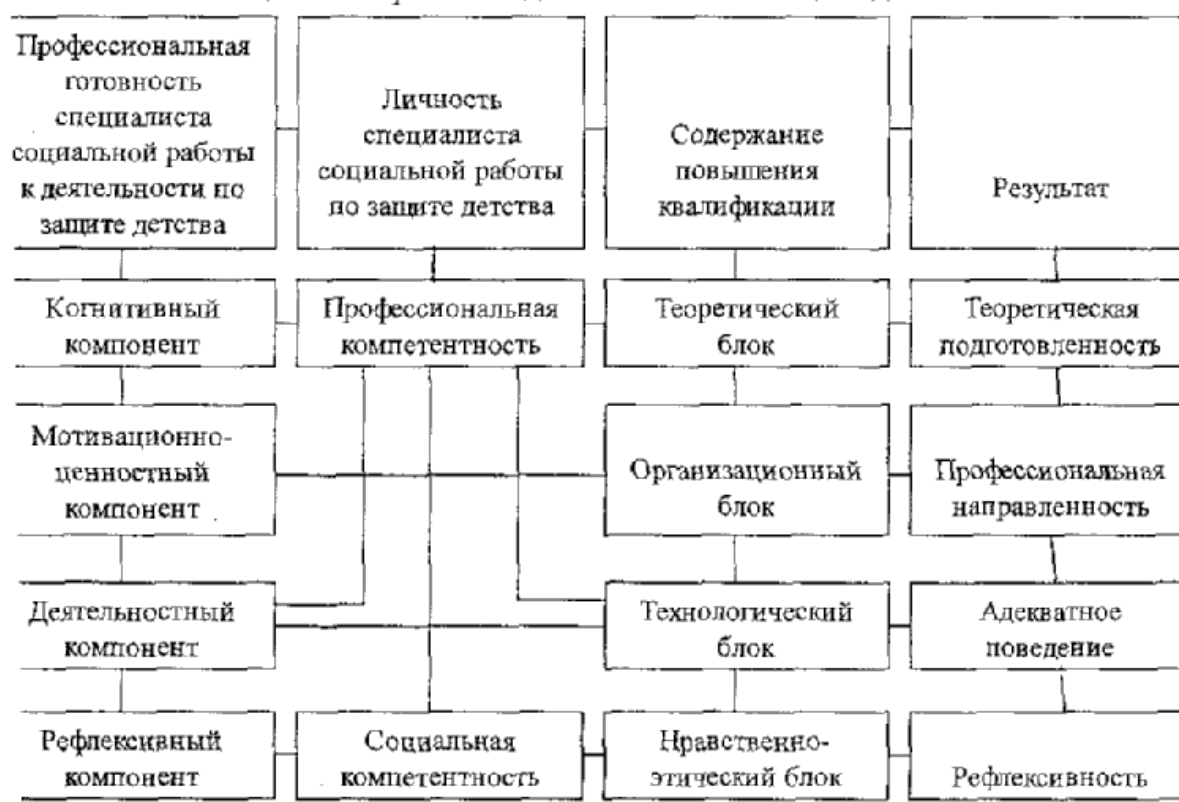 Профессиональная
готовность
специалиста
социальной работы
к деятельности по
защите детства
Личность
специалиста
социальной работы
по защите детства
Содержание
повышения
квалификации
Результат
Когнитивный
компонент
Профессиональная
компетентность
Теоретический
блок
Теоретическая
подготовленность
Мотивационно-
ценностный
компонент
Организационный
блок
Профессиональная
направленность
Деятельностный
компонент
Технологический
блок
Адекватное
поведение
Рефлексивный
компонент
Социальная
компетентность
Нравственно-
этический блок
Рефлексивность